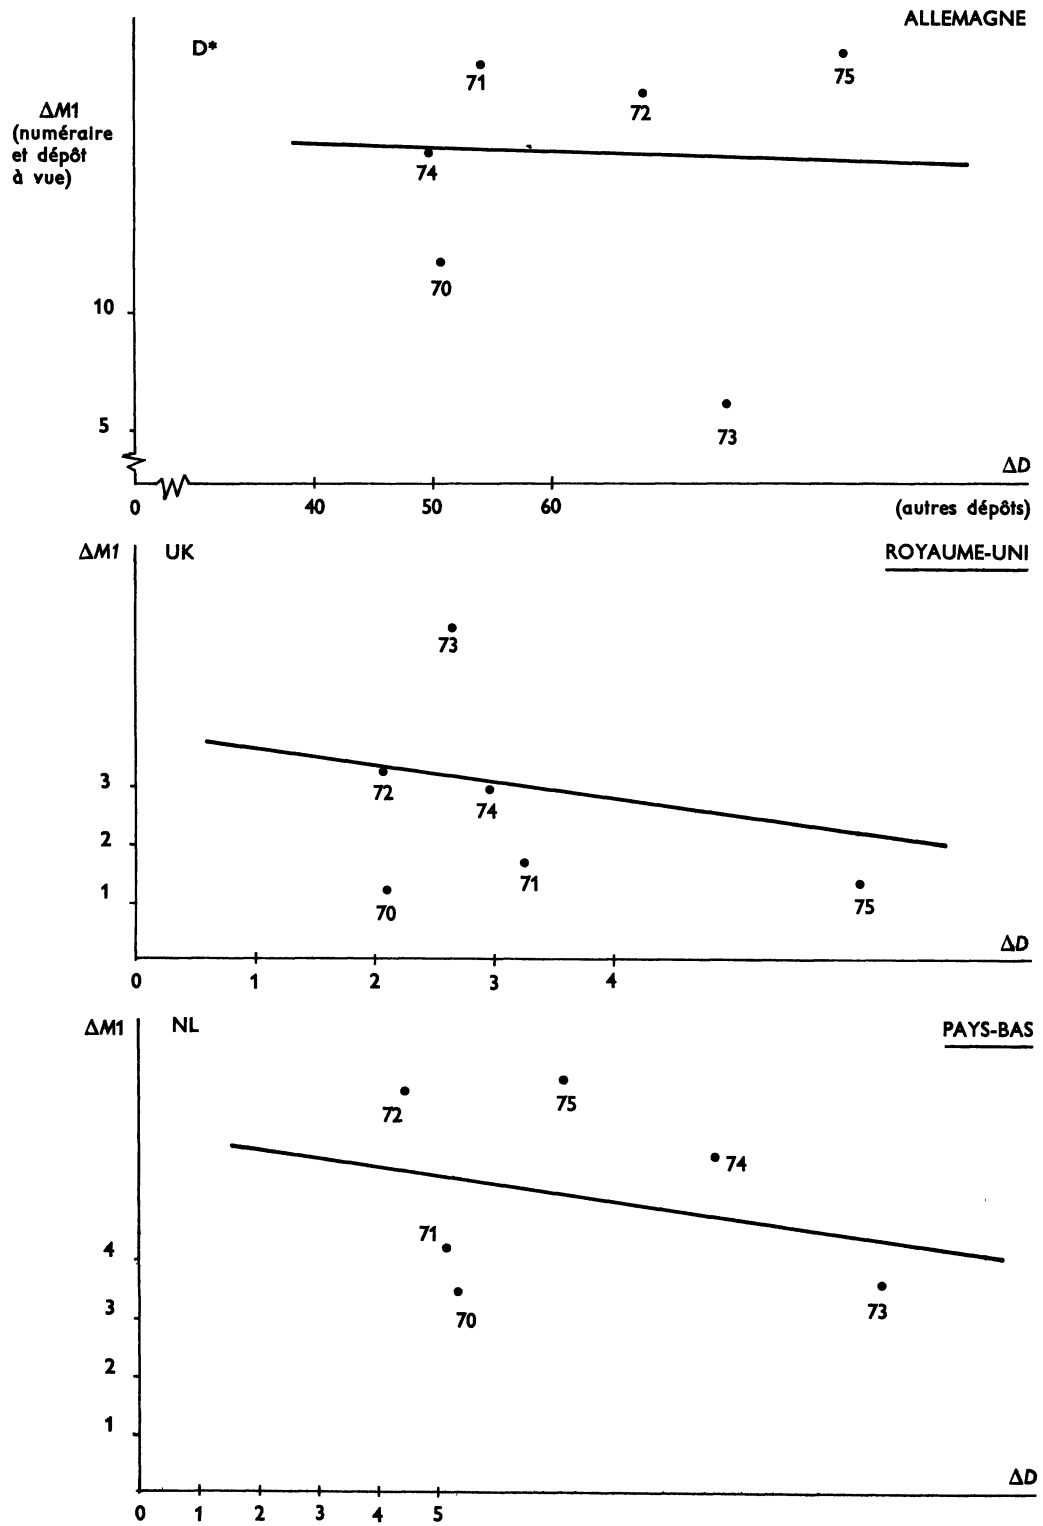 ALLEMAGNE
D*
71
75
ΔM1
(numéraire
et dépôt
à vue)
72
74
70
10
5
73
ΔD
0 40 50 60 (autres dépôts)
ΔM1 UK ROYAUME-UNI
73
3
72
74
2
1
71
70
75
ΔD
0 1 2 3 4
ΔM1 NL PAYS-BAS
72
75
74
71
4
3
70
73
2
1
ΔD
0 1 2 3 4 5